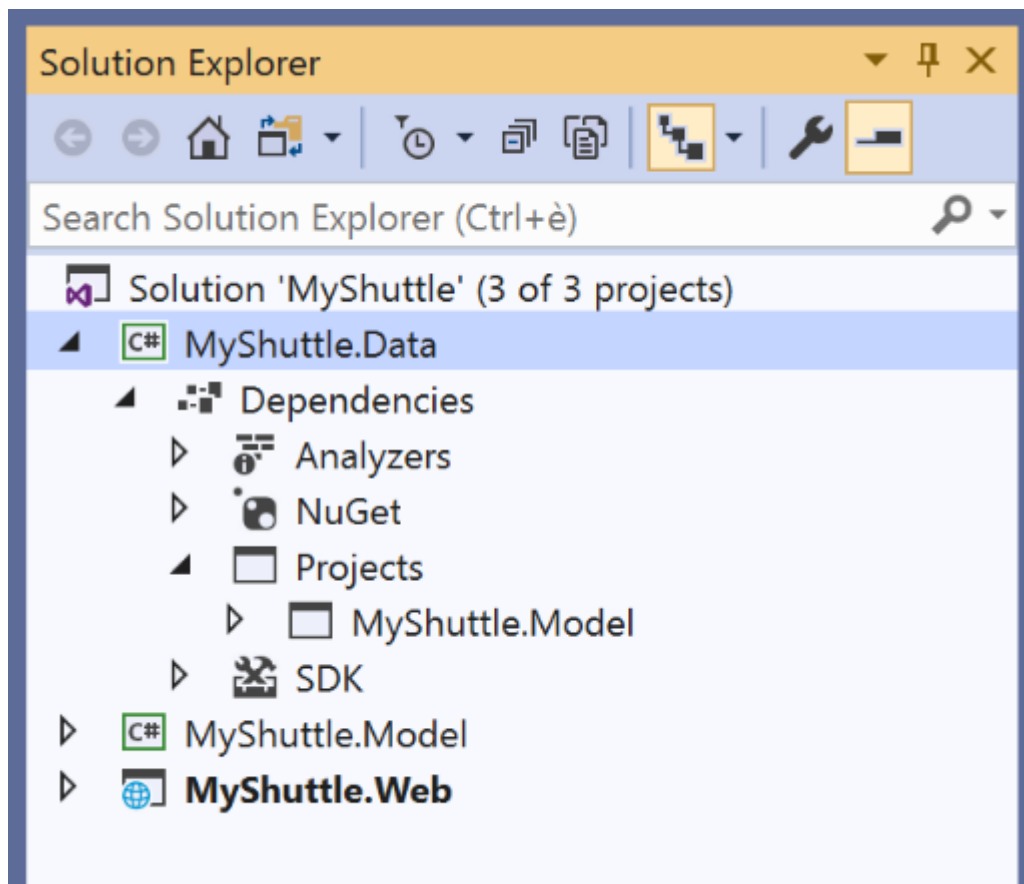 Solution Explorer
Search Solution Explorer (Ctrl+è)
Solution 'MyShuttle' (3 of 3 projects)
C# MyShuttle.Data
Dependencies
Analyzers
NuGet
Projects
MyShuttle.Model
SDK
C# MyShuttle.Model
MyShuttle.Web